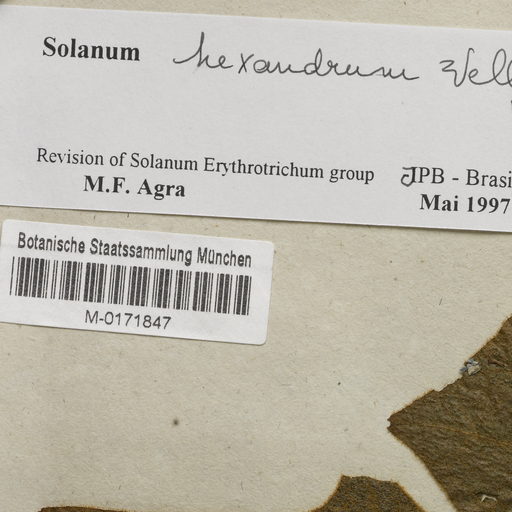 Solanum hexandrum Vell
Revision of Solanum Erythrotrichum group JPB - Brasi
M.F. Agra Mai 1997
Botanische Staatssammlung München
M-0171847